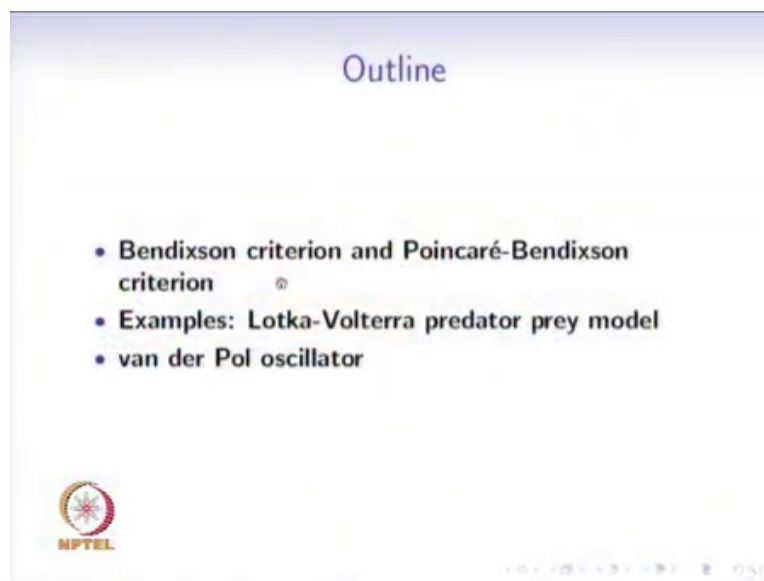 Outline
• Bendixson criterion and Poincaré-Bendixson
criterion
• Examples: Lotka-Volterra predator prey model
• van der Pol oscillator
NPTEL